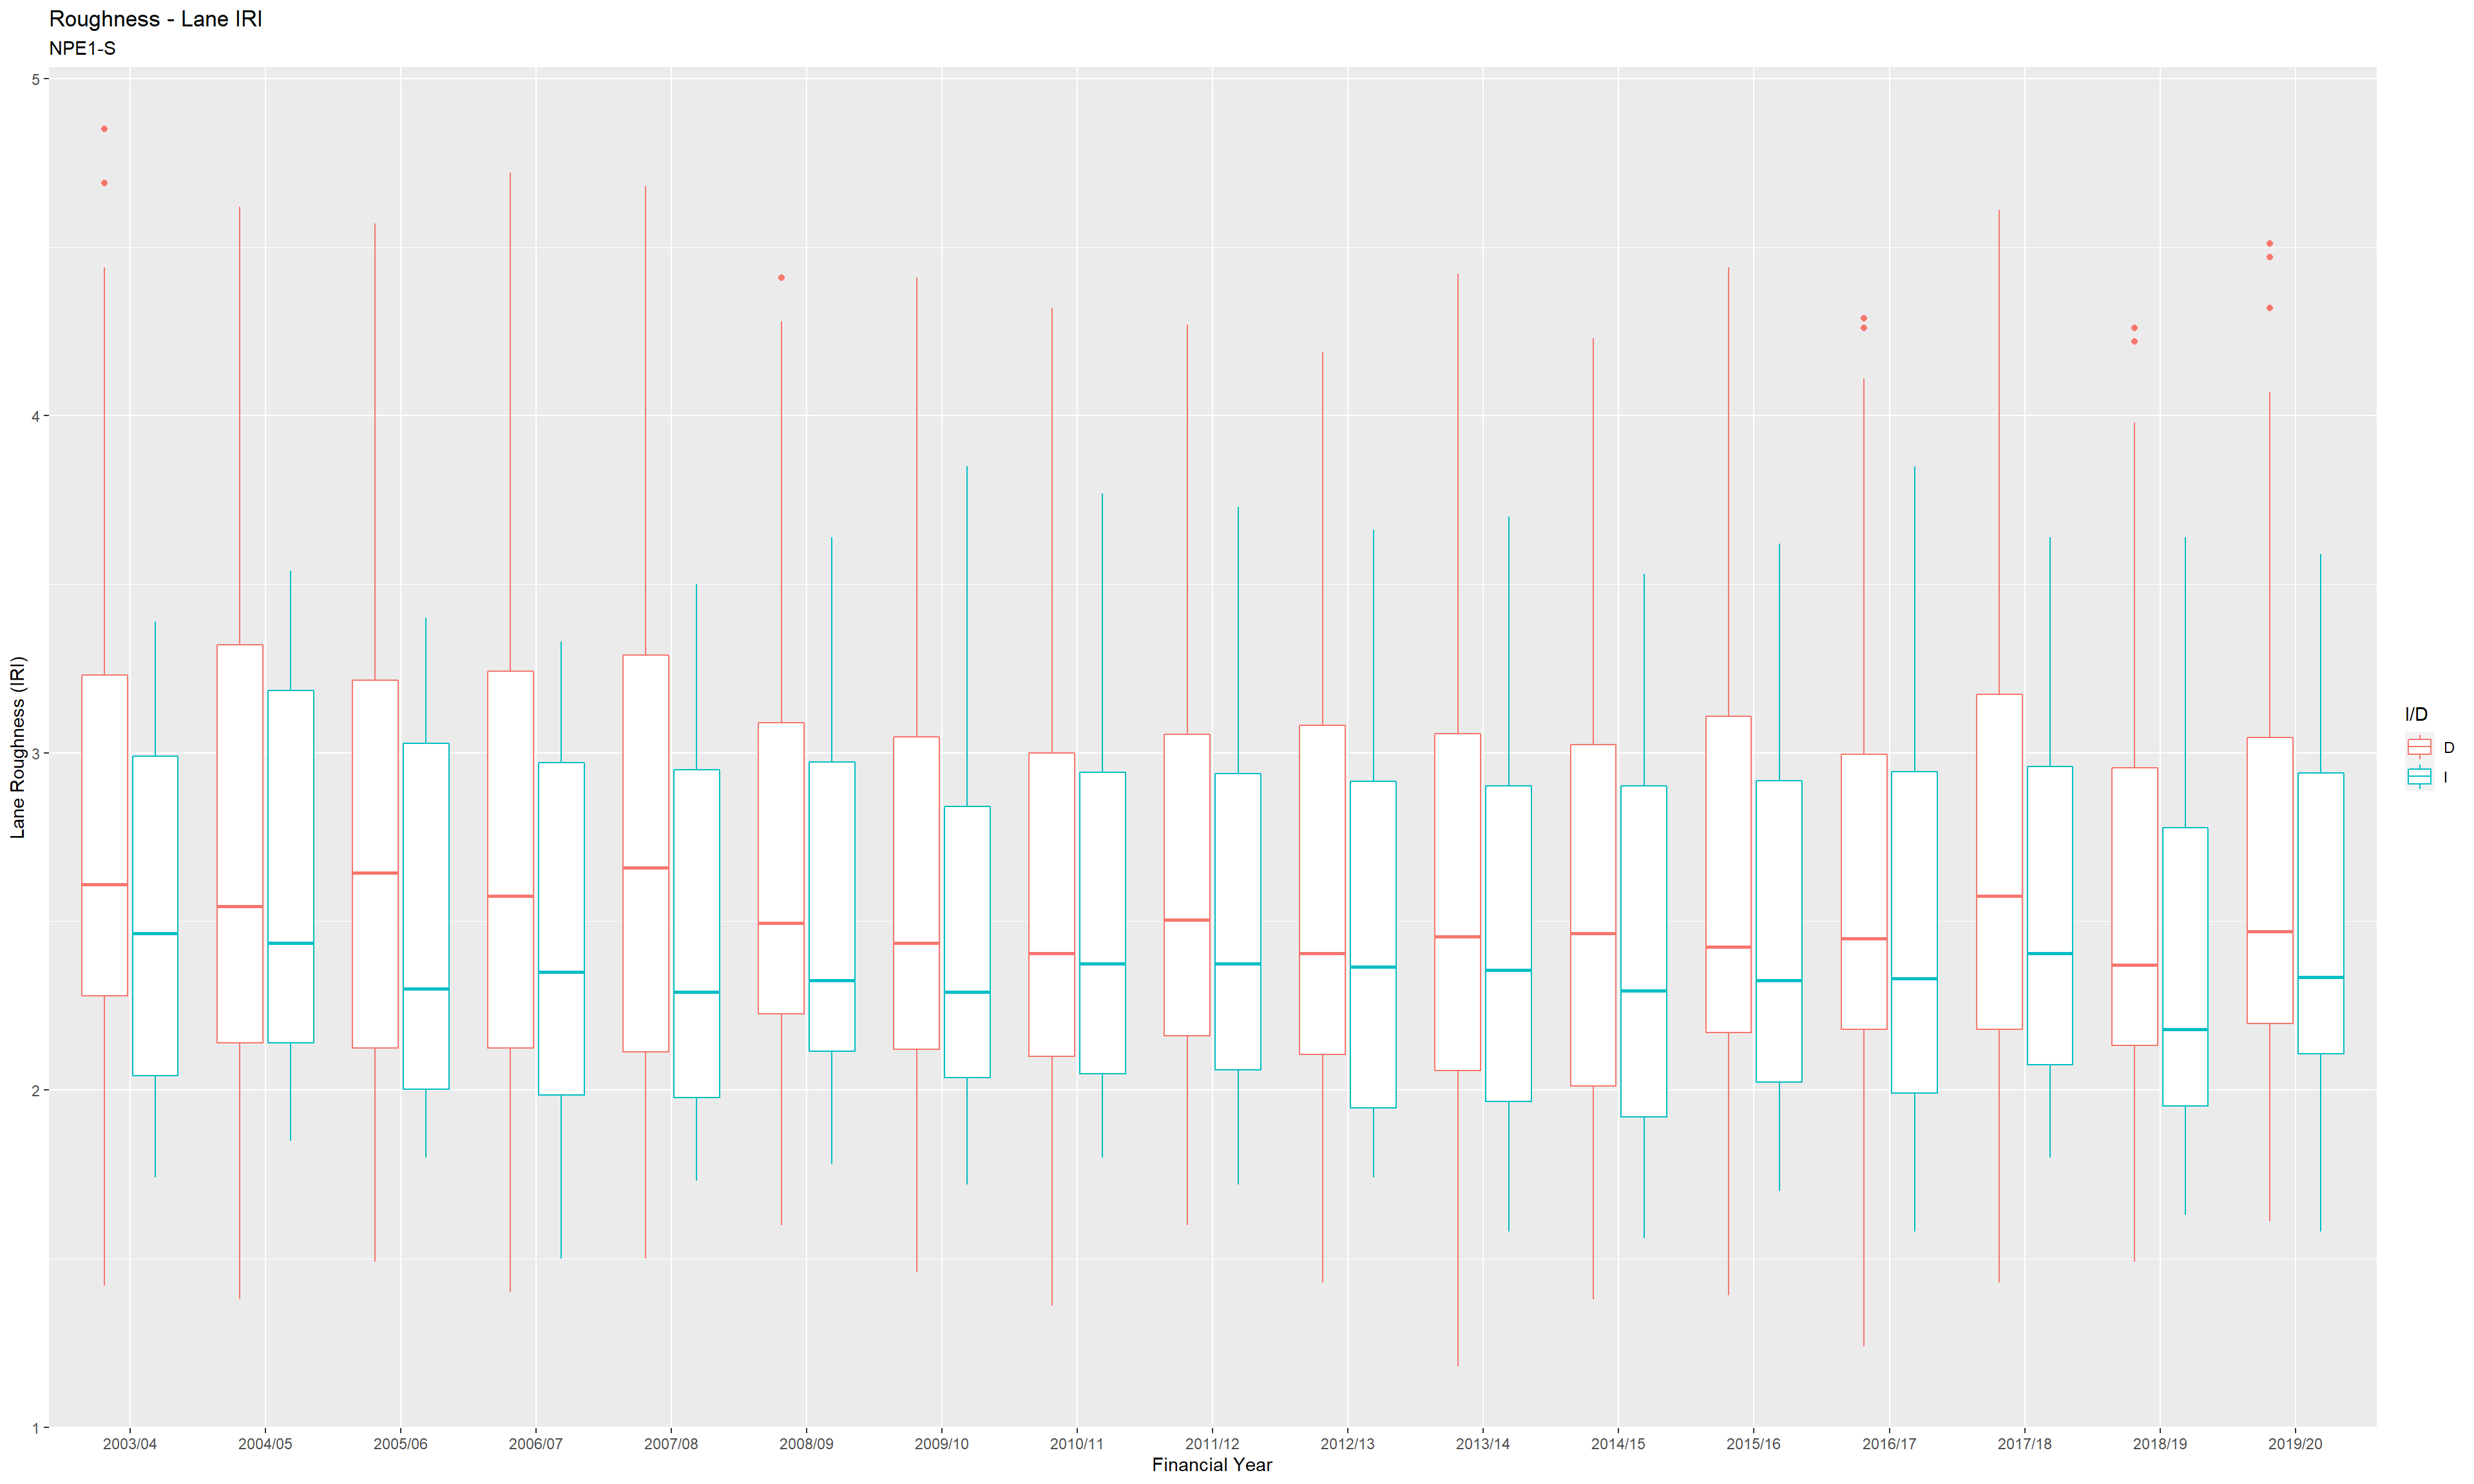 Roughness - Lane IRI
NPE1-S
5
4
3
2
1
Lane Roughness (IRI)
2003/04 2004/05 2005/06 2006/07 2007/08 2008/09 2009/10 2010/11 2011/12 2012/13 2013/14 2014/15 2015/16 2016/17 2017/18 2018/19 2019/20
Financial Year
I/D
D
I